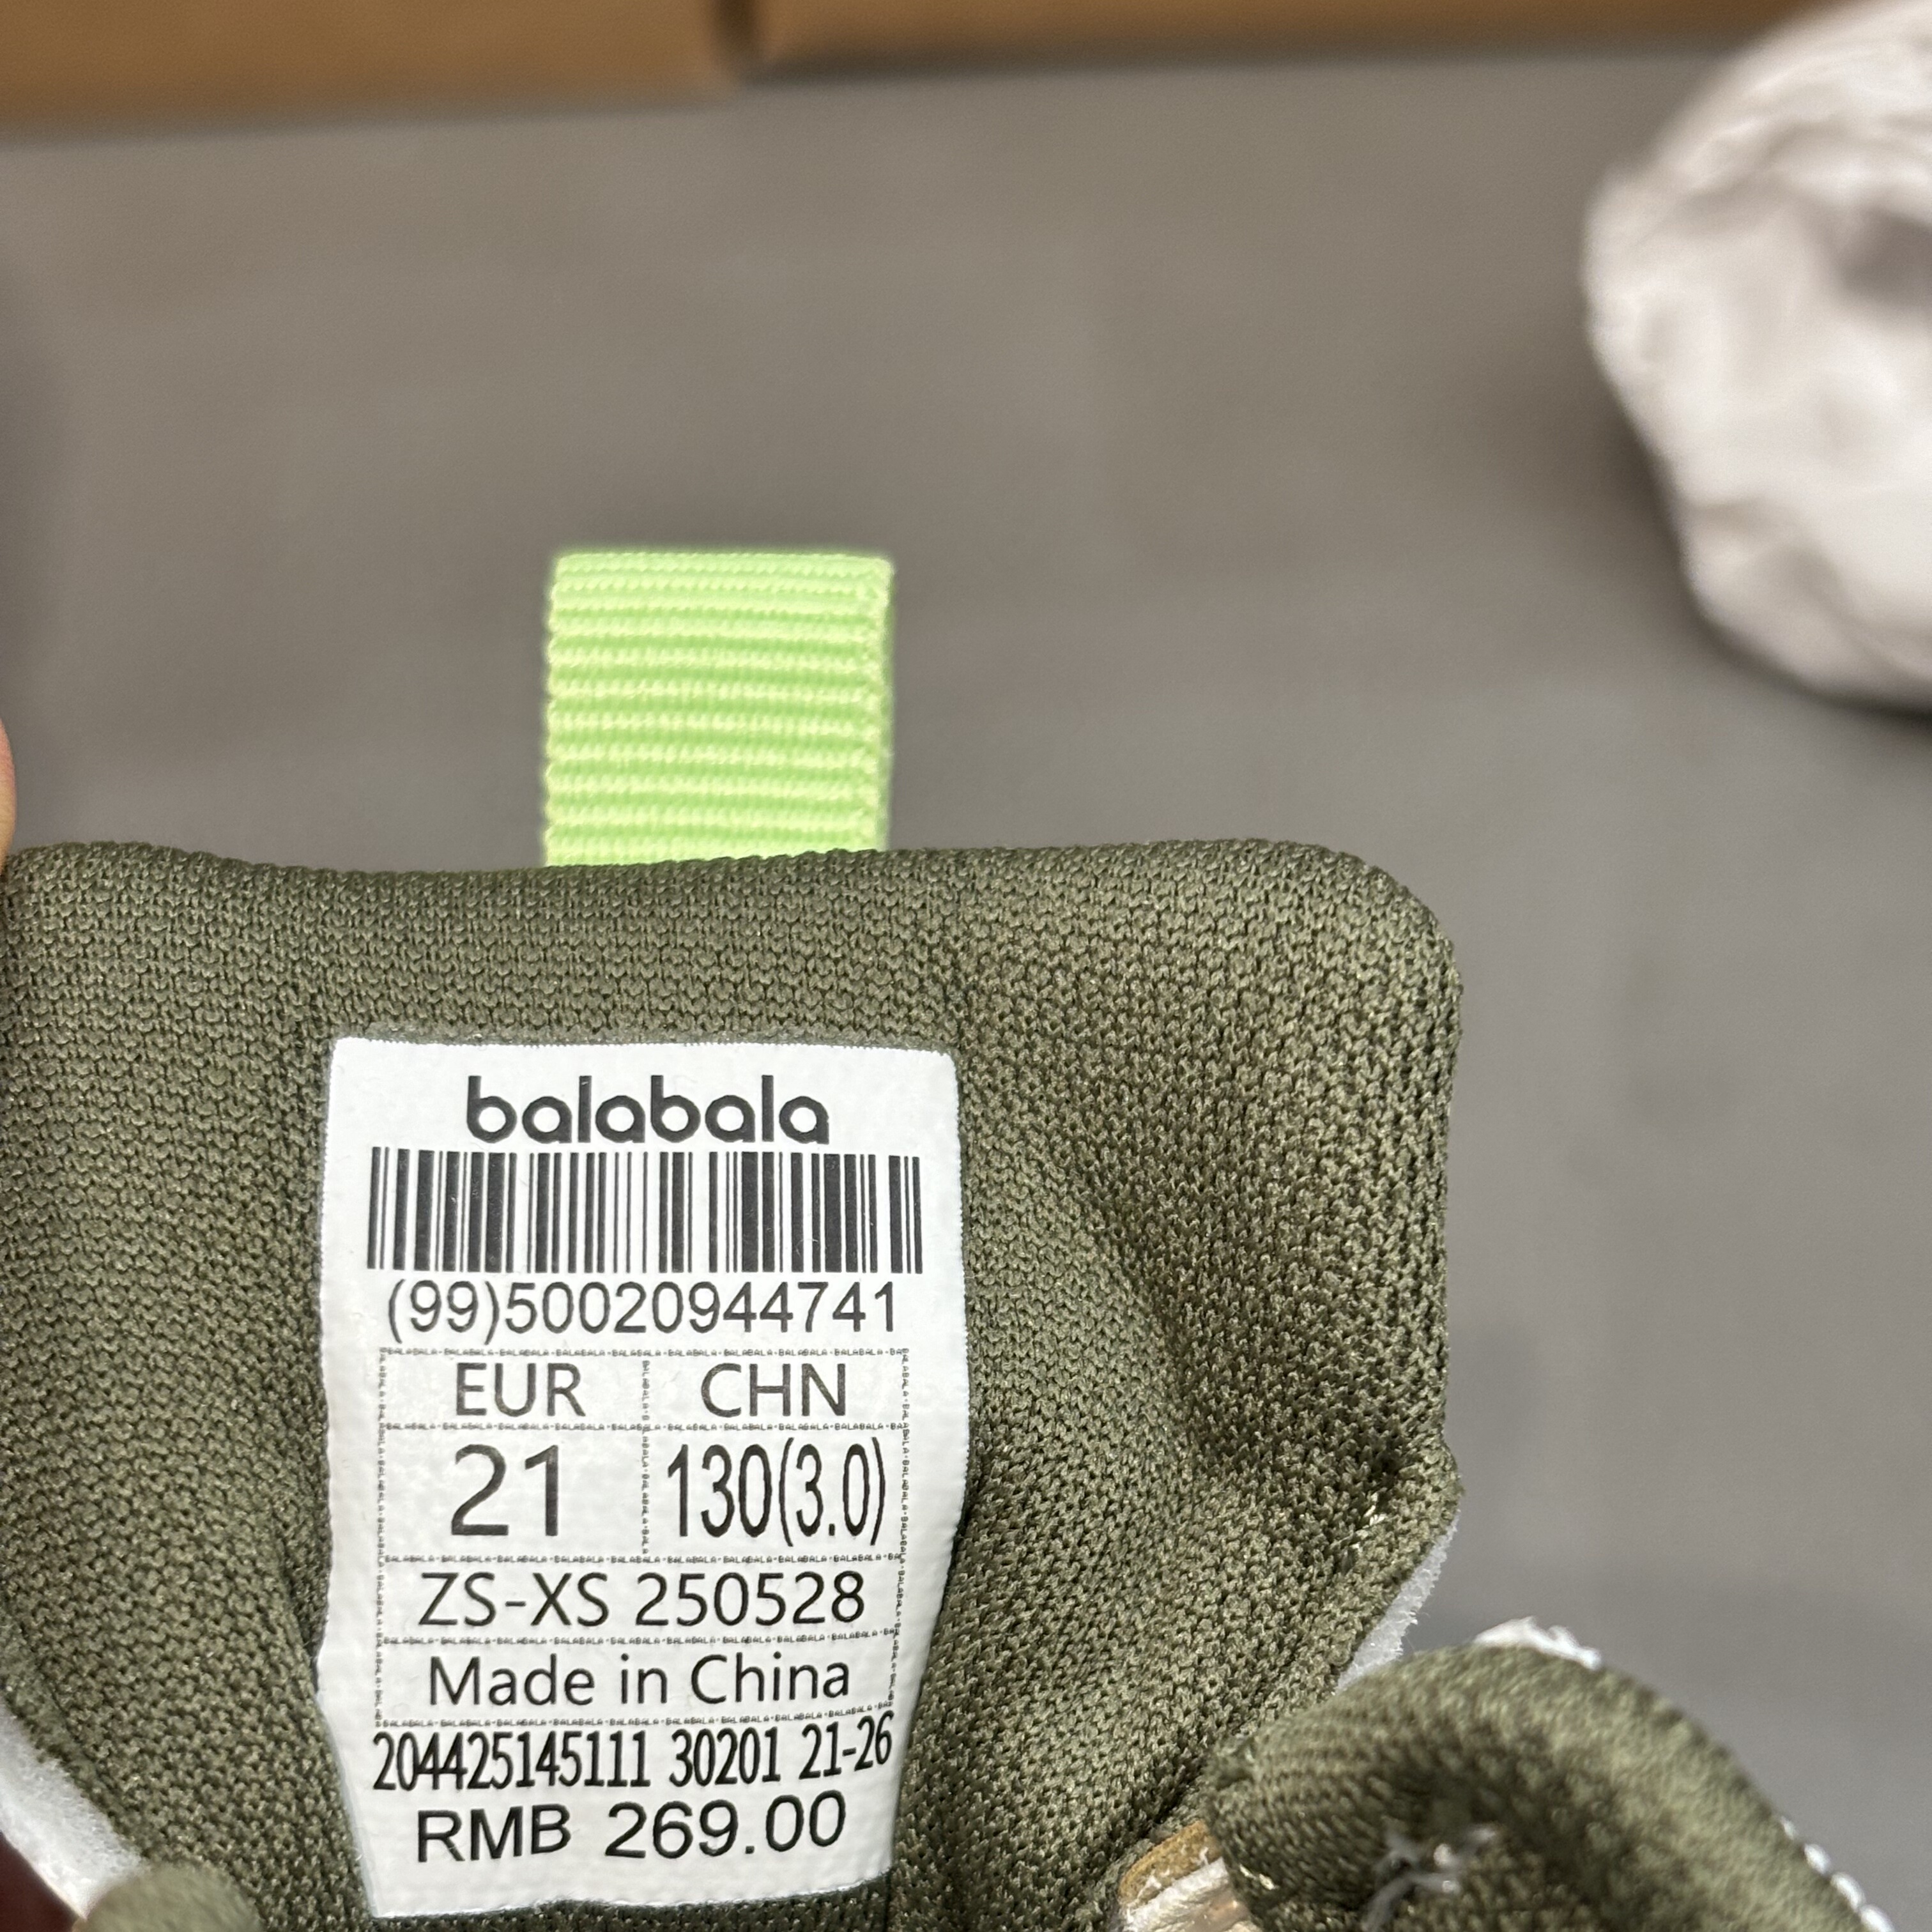 balabala
(99)50020944741
EUR CHN
21 130(3.0)
ZS-XS 250528
Made in China
204425145111 30201 21-26
RMB 269.00